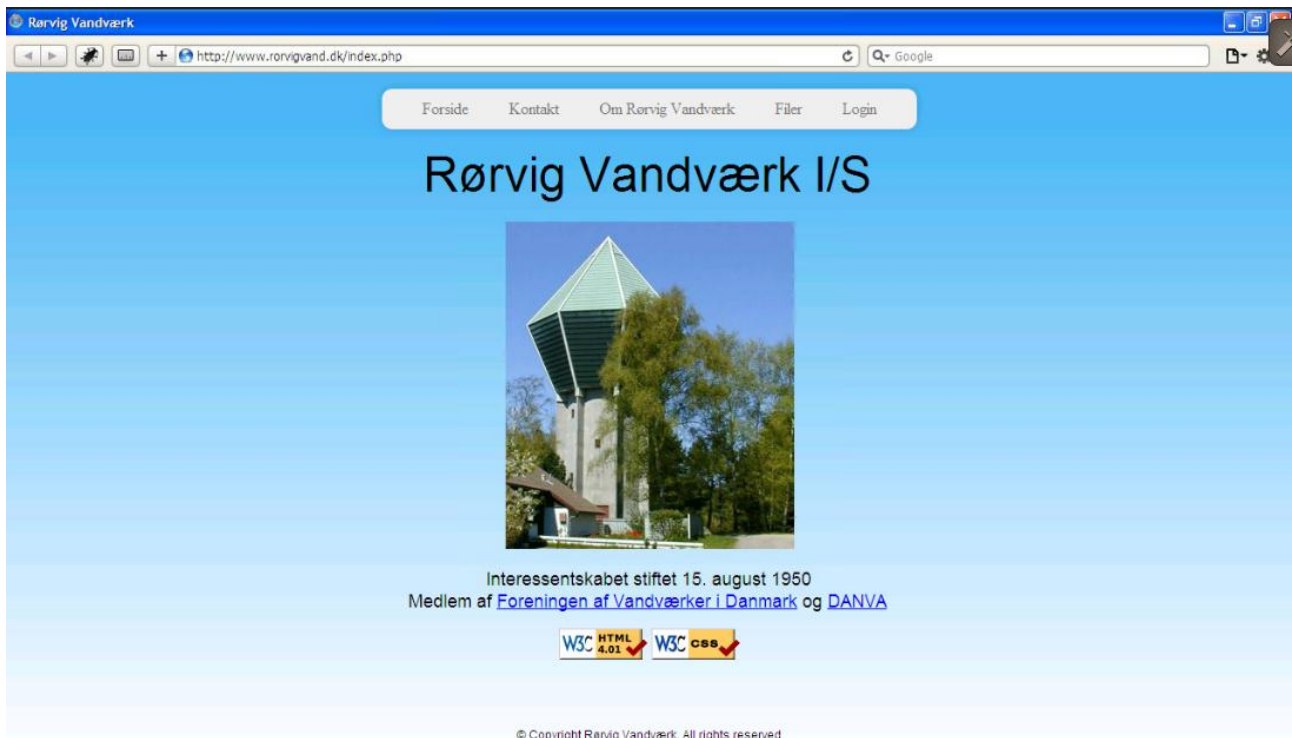 Rørvig Vandværk
http://www.rorvigvand.dk/index.php
Google
Forside Kontakt Om Rørvig Vandværk Filer Login
Rørvig Vandværk I/S
Interessentskabet stiftet 15. august 1950
Medlem af Foreningen af Vandværker i Danmark og DANVA
W3C HTML 4.01 W3C css
© Copyright Rørvig Vandværk. All rights reserved